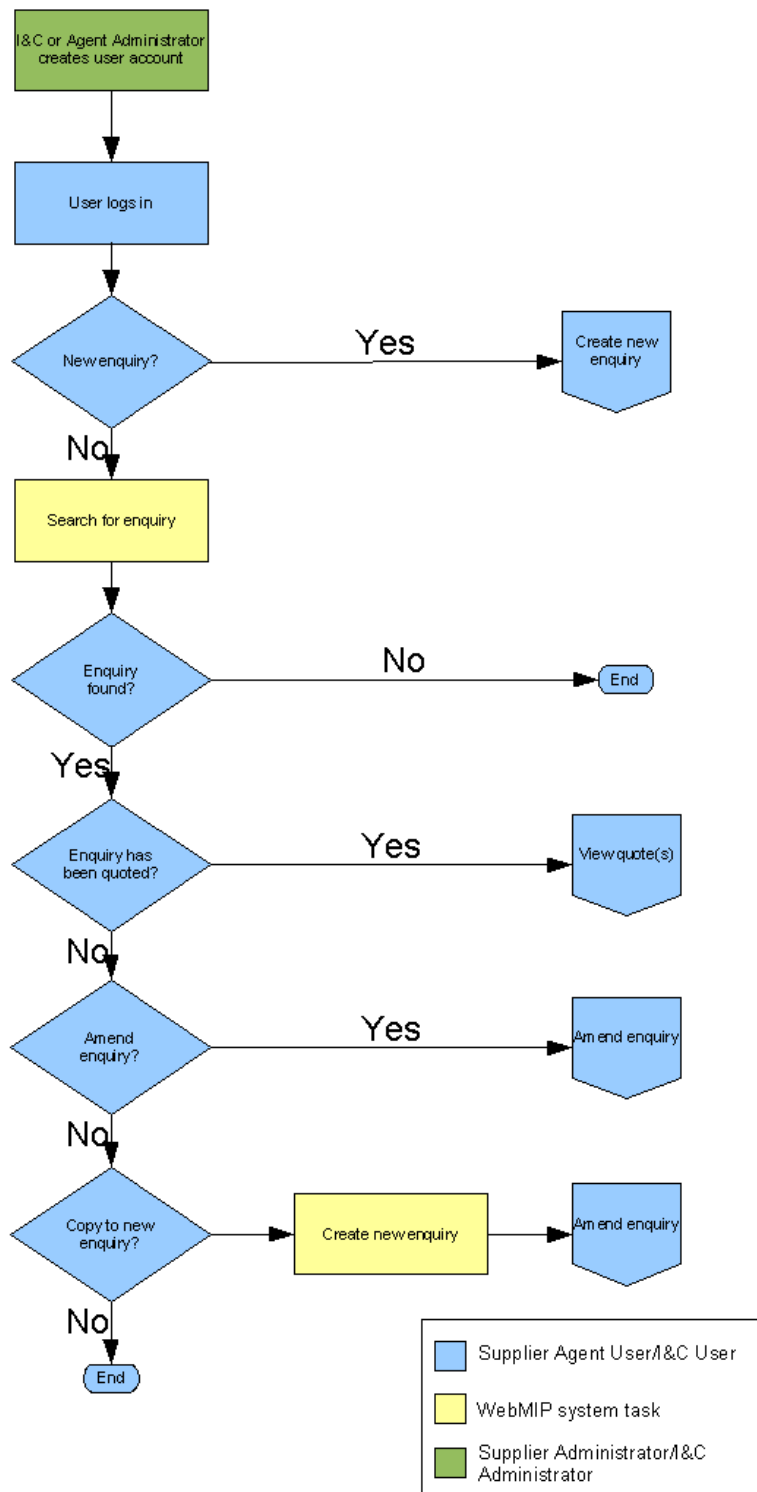 I&C or Agent Administrator
creates user account
User logs in
New enquiry?
Yes
Create new
enquiry
No
Search for enquiry
Enquiry
found?
No
End
Yes
Enquiry has
been quoted?
Yes
View quote(s)
No
Amend
enquiry?
Yes
Amend enquiry
No
Copy to new
enquiry?
Create new enquiry
Amend enquiry
No
End
Supplier Agent User/I&C User
WebMIP system task
Supplier Administrator/I&C
Administrator